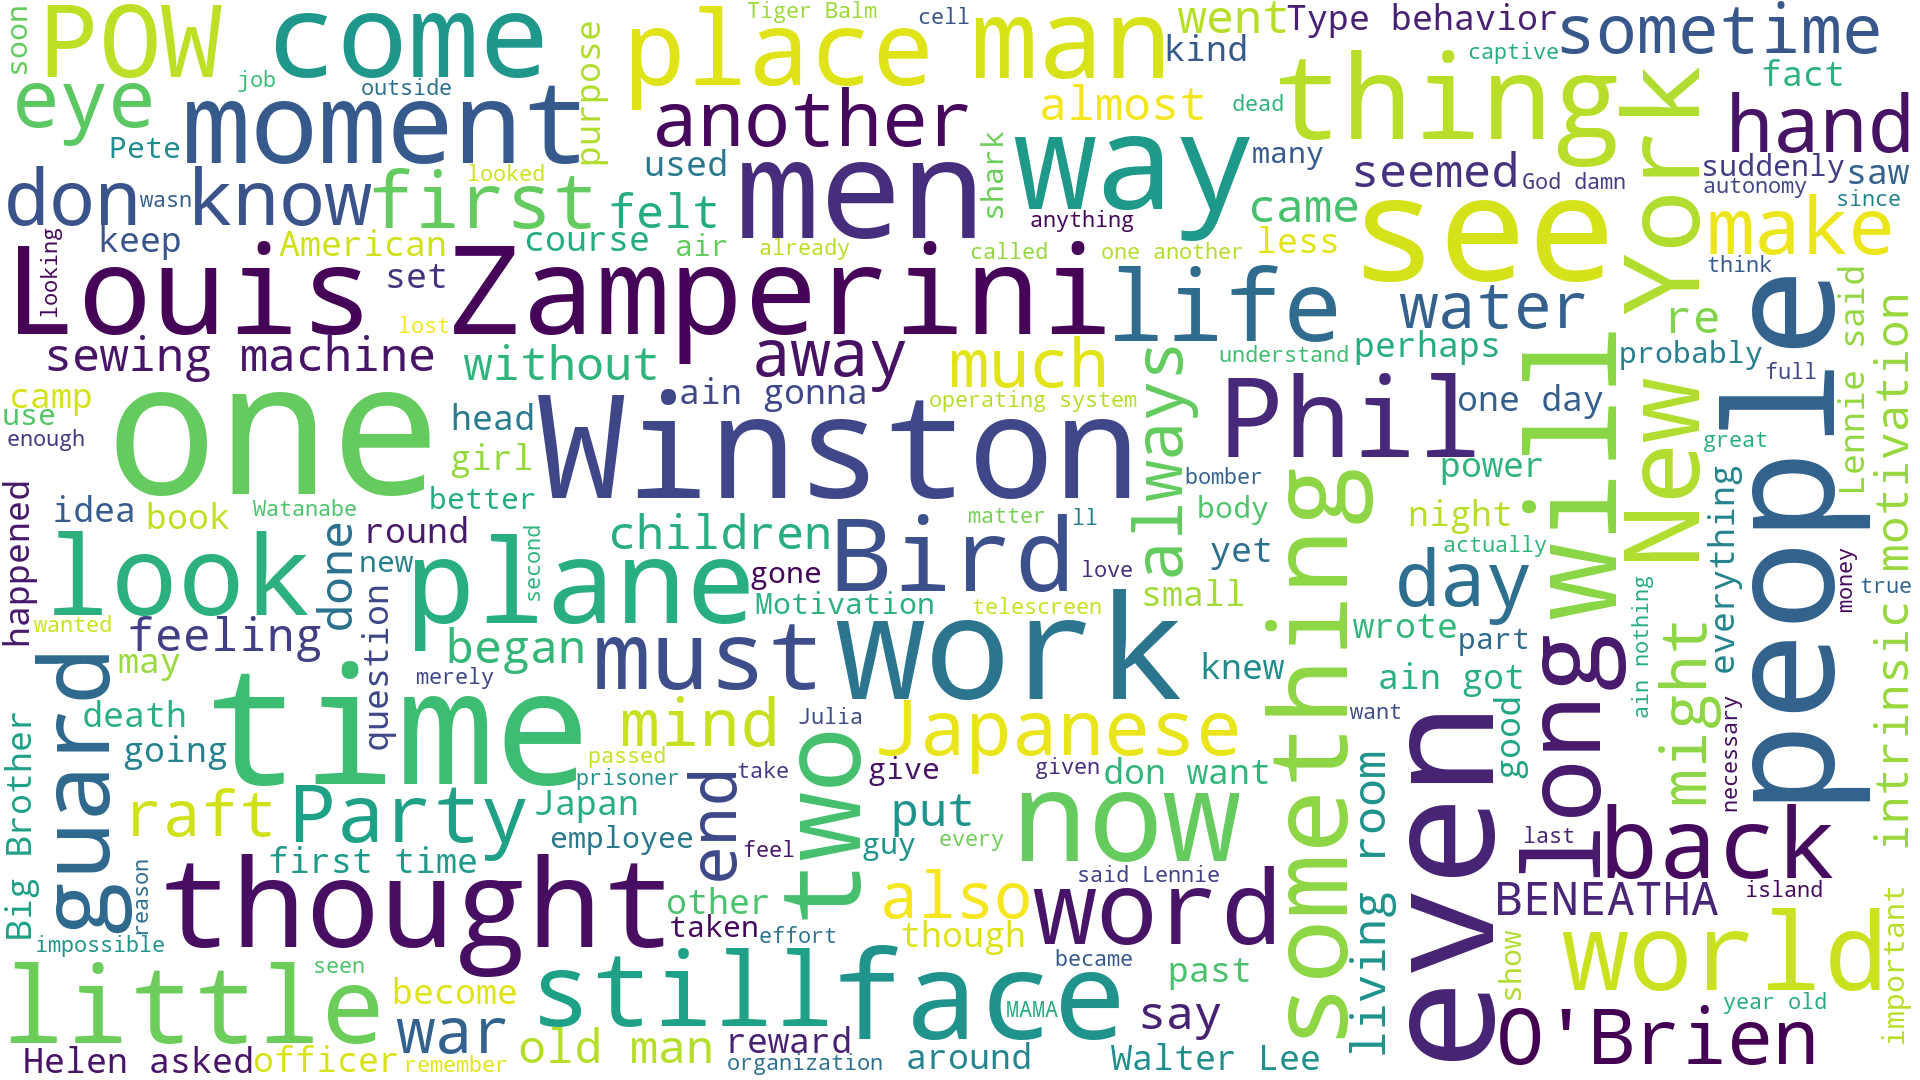 soon
POW
come
Tiger Balm
cell
went
Type behavior
sometime
job
outside
purpose
place
man
kind
captive
fact
eye
moment
another
almost
dead
thing
New York
hand
Pete
used
men
shark
way
many
seemed
God damn
suddenly
saw
autonomy
since
don
wasn
know
first
looked
felt
anything
came
see
make
looking
keep
American
course
air
already
called
one another
less
think
Louis Zamperini
set
lost
life
water
re
people
Lennie said
sewing machine
without
away
much
always
understand
perhaps
probably
full
camp
use
enough
one
head
girl
ain gonna
Winston
operating system
Phil
one day
will
great
intrinsic motivation
idea
book
Watanabe
better
bomber
body
power
night
everything
happened
look
done
round
new
plane
second
children
gone
Bird
matter
ll
love
yet
something
actually
day
money
true
wanted
feeling
question
Motivation
telescreen
small
wrote
part
ain nothing
may
began
merely
must
work
knew
ain got
long
might
guard
death
going
time
mind
Julia
two
Japanese
want
even
good
necessary
Big Brother
passed
prisoner
take
give
given
don want
raft
Party
Japan
employee
end
put
now
living room
back
reason
first time
feel
guy
every
last
impossible
thought
other
taken
effort
also
though
said Lennie
word
BENEATHA
island
important
little
seen
become
still
face
became
past
show
world
war
MAMA
say
year old
Helen asked
officer
remember
old man
reward
organization
around
Walter Lee
O'Brien